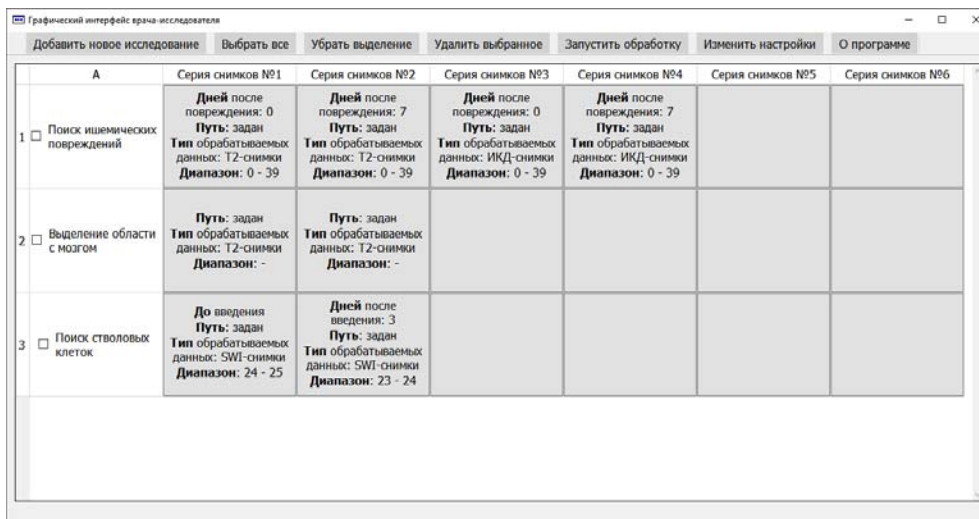 Графический интерфейс врача-исследователя
Добавить новое исследование Выбрать все Убрать выделение Удалить выбранное Запустить обработку Изменить настройки О программе
A Серия снимков №1 Серия снимков №2 Серия снимков №3 Серия снимков №4 Серия снимков №5 Серия снимков №6
1
Поиск ишемических
повреждений
Дней после
повреждения: 0
Путь: задан
Тип обрабатываемых
данных: Т2-снимки
Диапазон: 0 - 39
Дней после
повреждения: 7
Путь: задан
Тип обрабатываемых
данных: Т2-снимки
Диапазон: 0 - 39
Дней после
повреждения: 0
Путь: задан
Тип обрабатываемых
данных: ИКД-снимки
Диапазон: 0 - 39
Дней после
повреждения: 7
Путь: задан
Тип обрабатываемых
данных: ИКД-снимки
Диапазон: 0 - 39
2
Выделение области
с мозгом
Путь: задан
Тип обрабатываемых
данных: Т2-снимки
Диапазон: -
Путь: задан
Тип обрабатываемых
данных: Т2-снимки
Диапазон: -
3
Поиск стволовых
клеток
До введения
Путь: задан
Тип обрабатываемых
данных: SWI-снимки
Диапазон: 24 - 25
Дней после
введения: 3
Путь: задан
Тип обрабатываемых
данных: SWI-снимки
Диапазон: 23 - 24